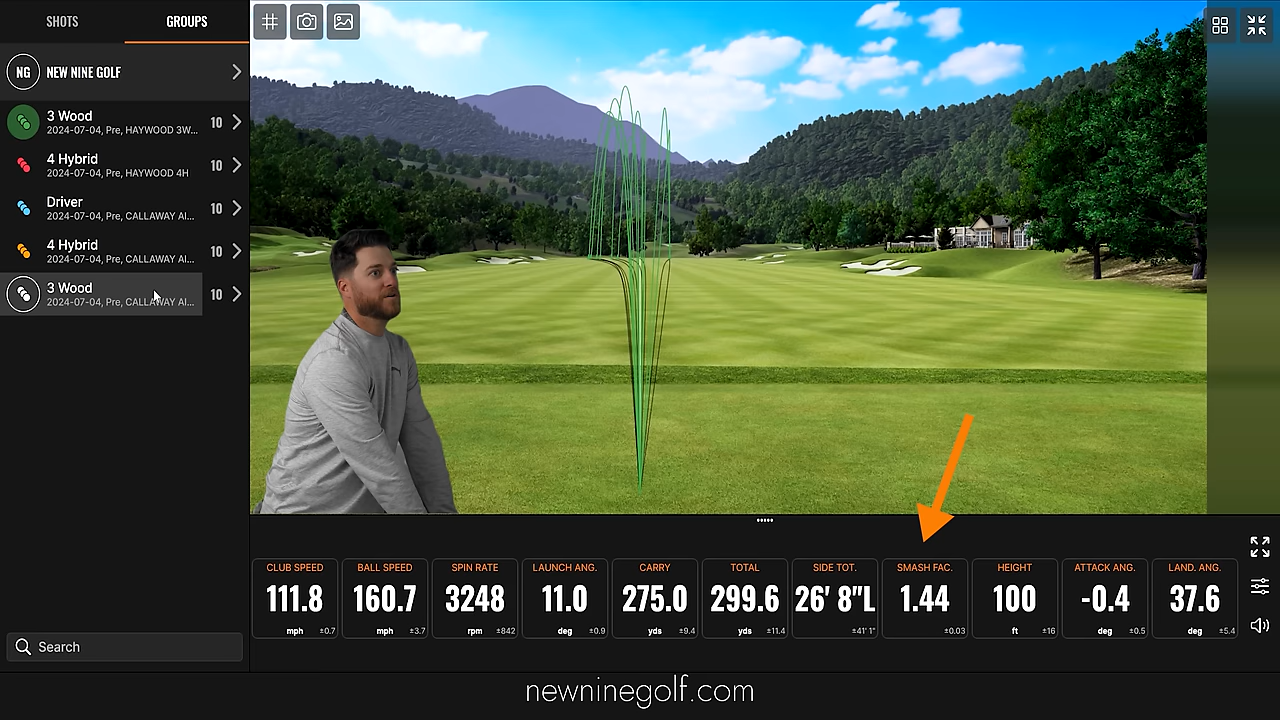 SHOTS
GROUPS
NG
NEW NINE GOLF
3 Wood
2024-07-04, Pre, HAYWOOD 3W...
10
4 Hybrid
2024-07-04, Pre, HAYWOOD 4H
10
Driver
2024-07-04, Pre, CALLAWAY AI...
10
4 Hybrid
2024-07-04, Pre, CALLAWAY AI...
10
3 Wood
2024-07-04, Pre, CALLAWAY AI...
10
Search
CLUB SPEED
111.8
mph
±0.7
BALL SPEED
160.7
mph
±3.7
SPIN RATE
3248
rpm
±842
LAUNCH ANG.
11.0
deg
±0.9
CARRY
275.0
yds
±9.4
TOTAL
299.6
yds
±11.4
SIDE TOT.
26' 8"L
±41' 1"
SMASH FAC.
1.44
±0.03
HEIGHT
100
ft
±16
ATTACK ANG.
-0.4
deg
±0.5
LAND. ANG.
37.6
deg
±5.4
newninegolf.com